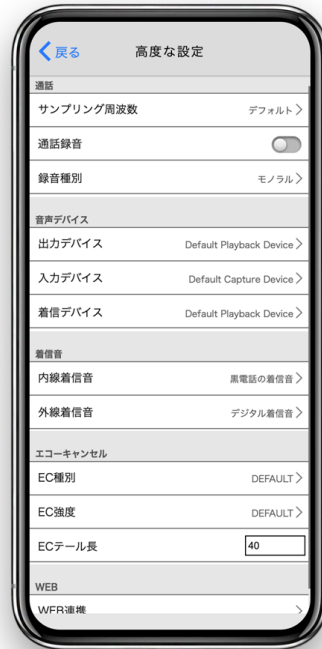 戻る 高度な設定
通話
サンプリング周波数 デフォルト
通話録音
録音種別 モノラル
音声デバイス
出力デバイス Default Playback Device
入力デバイス Default Capture Device
着信デバイス Default Playback Device
着信音
内線着信音 黒電話の着信音
外線着信音 デジタル着信音
エコーキャンセル
EC種別 DEFAULT
EC強度 DEFAULT
ECテール長 40
WEB
WEB連携